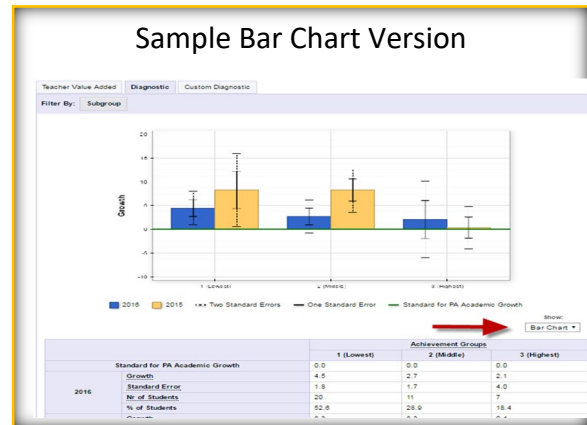 Sample Bar Chart Version
Teacher Value Added Diagnostic Custom Diagnostic
Filter By: Subgroup
20
15
10
5
0
-5
-10
Growth
1 (Lowest) 2 (Middle) 3 (Highest)
2016 2015 Two Standard Errors One Standard Error Standard for PA Academic Growth
Show:
Bar Chart
Achievement Groups
1 (Lowest) 2 (Middle) 3 (Highest)
Standard for PA Academic Growth 0.0 0.0 0.0
2016 Growth 4.5 2.7 2.1
Standard Error 1.8 1.7 4.0
Nr of Students 20 11 7
% of Students 52.6 28.9 18.4